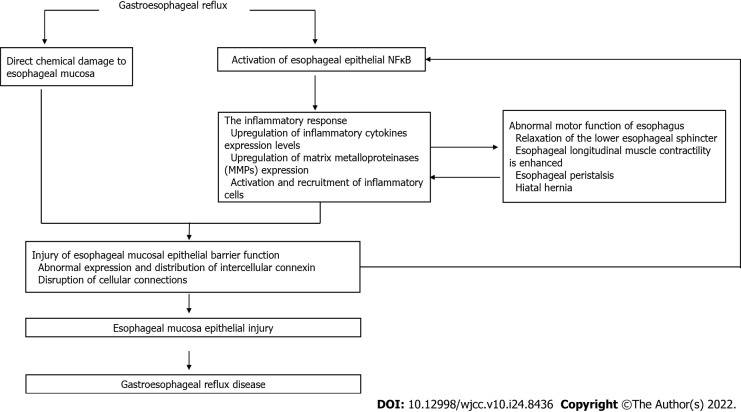 Gastroesophageal reflux
Direct chemical damage to
esophageal mucosa
Activation of esophageal epithelial NFκB
The inflammatory response
Upregulation of inflammatory cytokines
expression levels
Upregulation of matrix metalloproteinases
(MMPs) expression
Activation and recruitment of inflammatory
cells
Abnormal motor function of esophagus
Relaxation of the lower esophageal sphincter
Esophageal longitudinal muscle contractility
is enhanced
Esophageal peristalsis
Hiatal hernia
Injury of esophageal mucosal epithelial barrier function
Abnormal expression and distribution of intercellular connexin
Disruption of cellular connections
Esophageal mucosa epithelial injury
Gastroesophageal reflux disease
DOI: 10.12998/wjcc.v10.i24.8436 Copyright ©The Author(s) 2022.